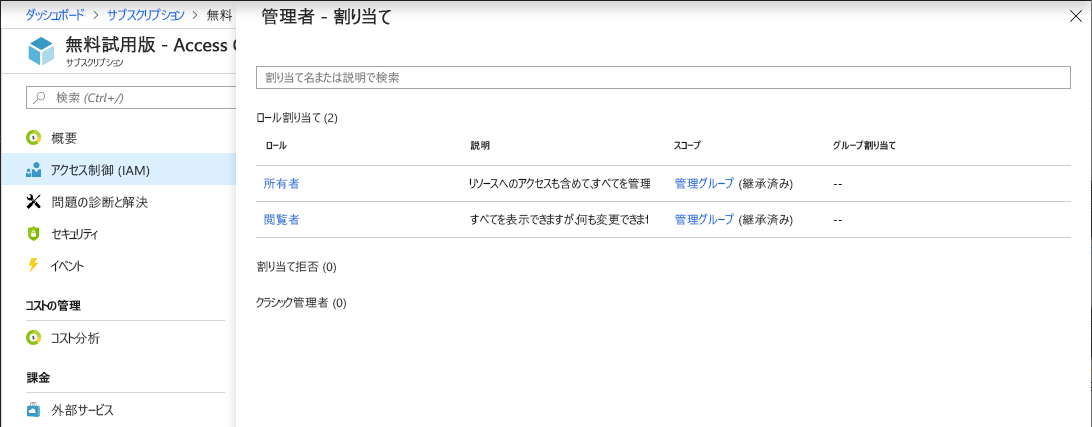 ダッシュボード > サブスクリプション > 無料
無料試用版 - Access
サブスクリプション
検索 (Ctrl+/)
概要
アクセス制御 (IAM)
問題の診断と解決
セキュリティ
イベント
コストの管理
コスト分析
課金
外部サービス
管理者 - 割り当て
割り当て名または説明で検索
ロール割り当て (2)
ロール 説明 スコープ グループ割り当て
所有者 リソースへのアクセスも含めて、すべてを管理 管理グループ (継承済み) --
閲覧者 すべてを表示できますが、何も変更できま 管理グループ (継承済み) --
割り当て拒否 (0)
クラシック管理者 (0)